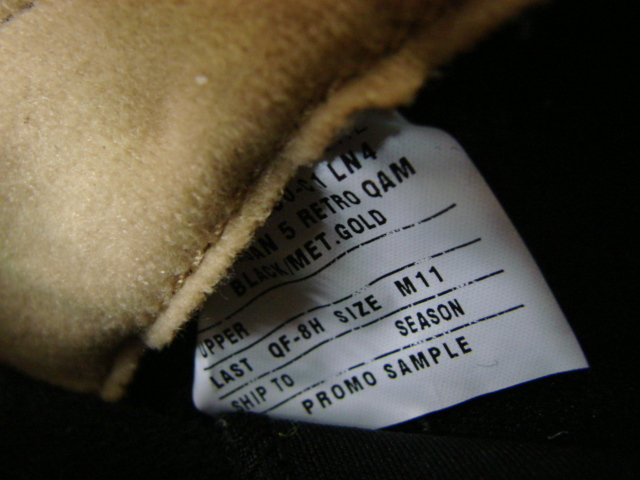 LN4
5 RETRO QAM
BLACK/MET.GOLD
UPPER
LAST QF-8H SIZE M11
SHIP TO SEASON
PROMO SAMPLE